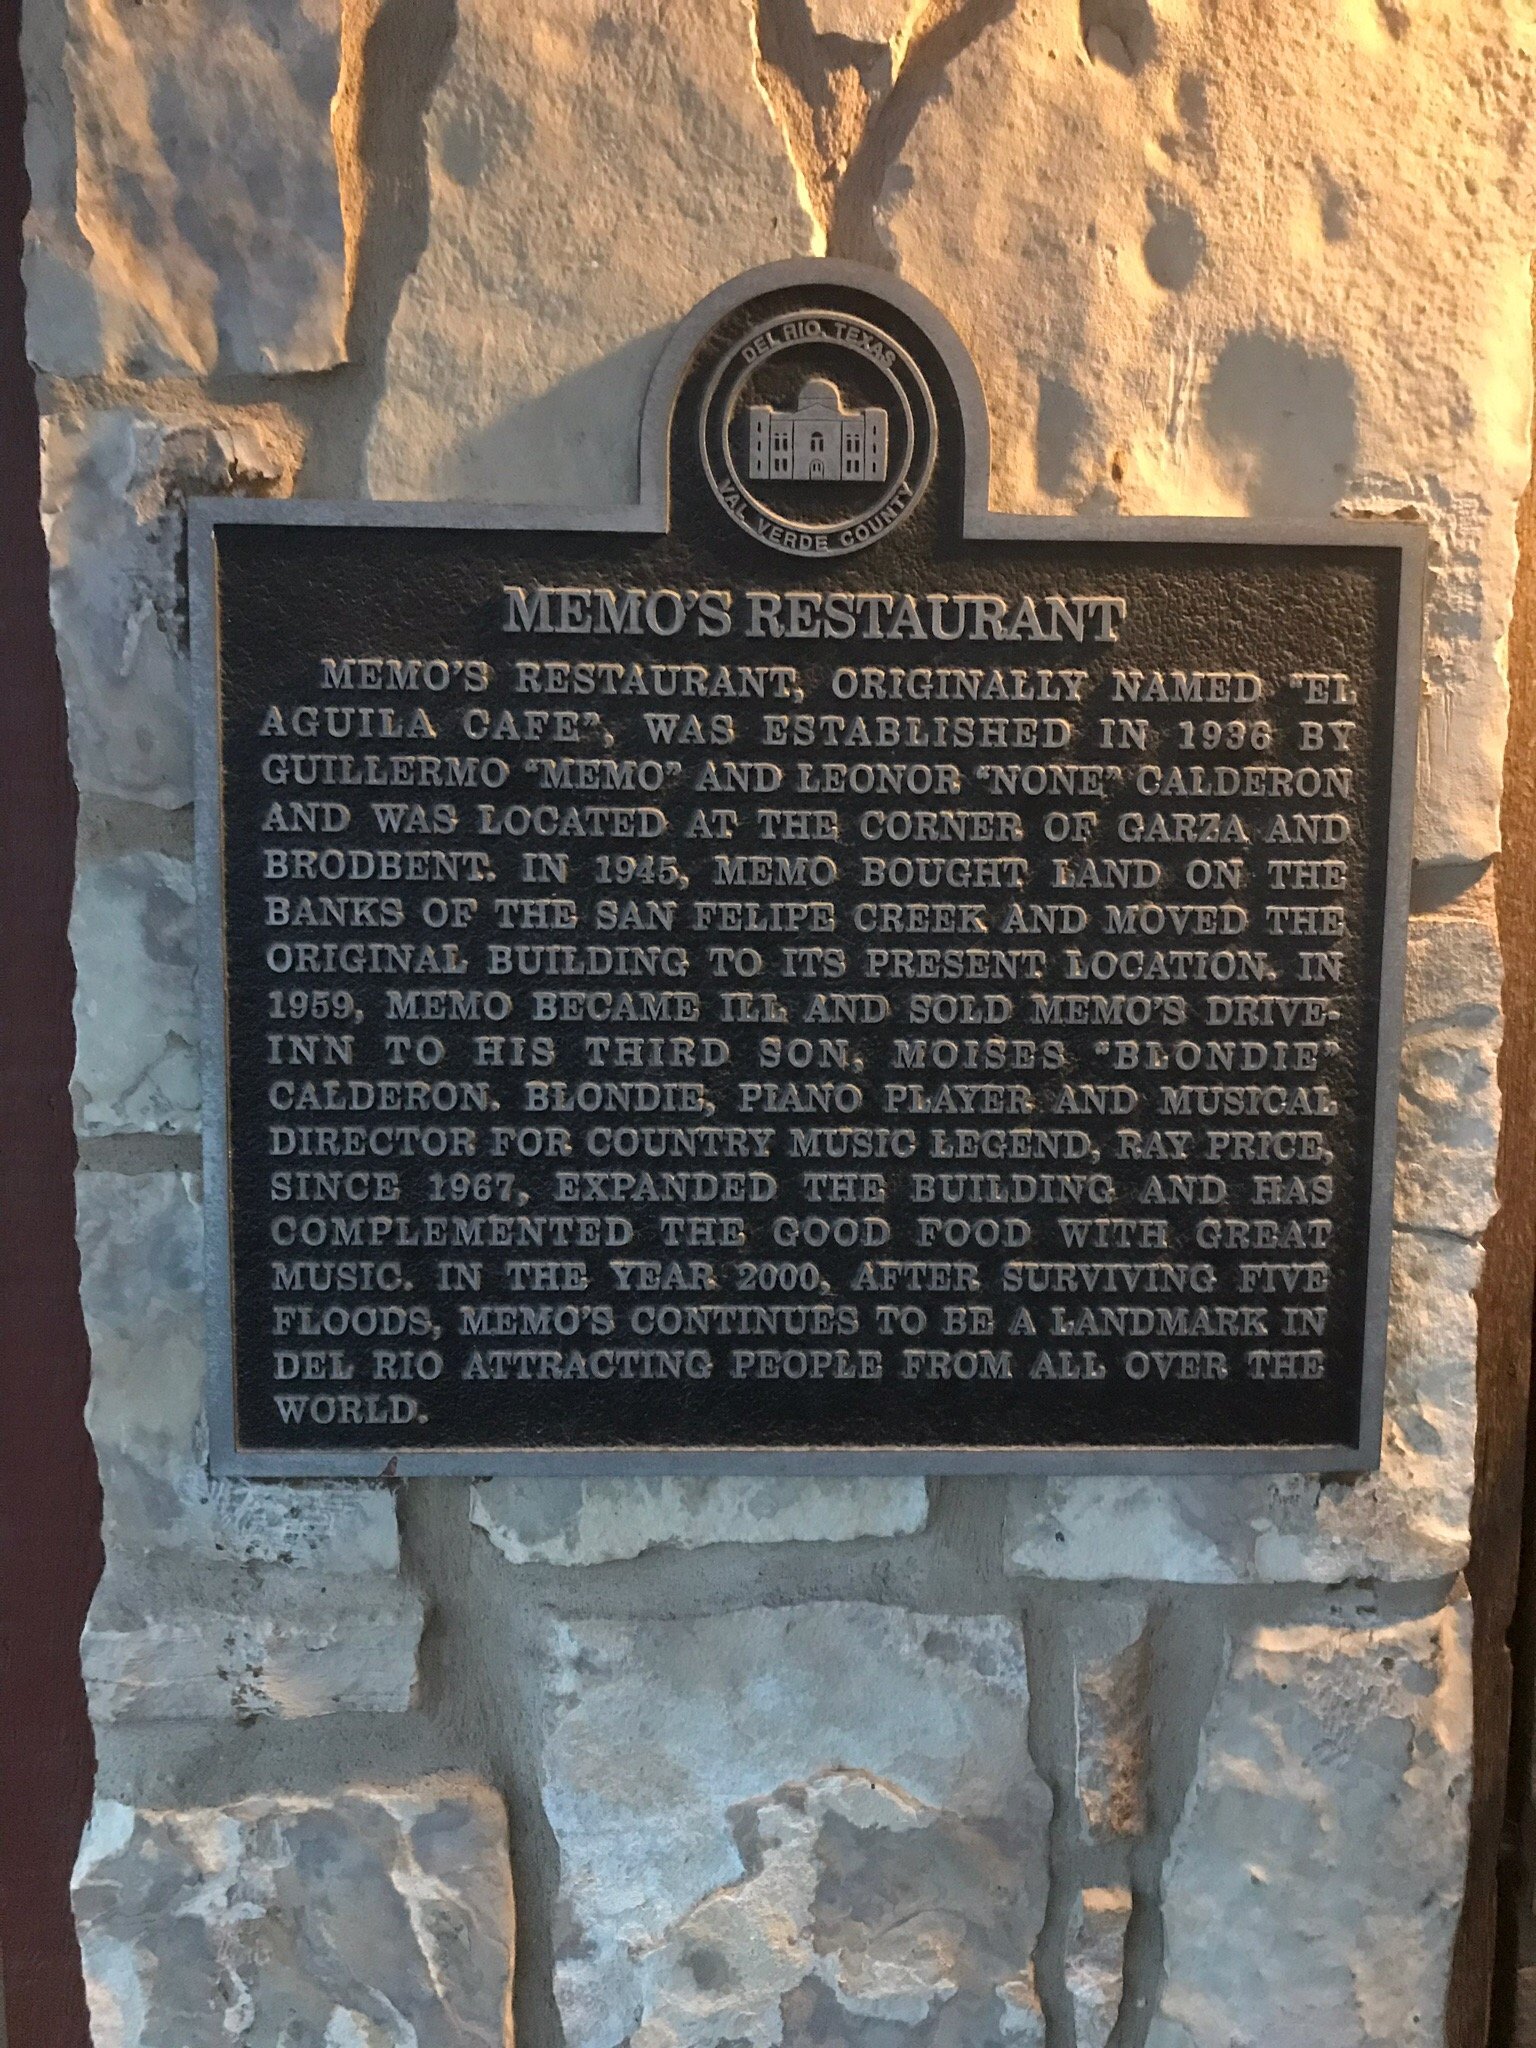 DEL RIO, TEXAS
VAL VERDE COUNTY
MEMO'S RESTAURANT
MEMO'S RESTAURANT, ORIGINALLY NAMED "EL
AGUILA CAFE", WAS ESTABLISHED IN 1936 BY
GUILLERMO "MEMO" AND LEONOR "NONE" CALDERON
AND WAS LOCATED AT THE CORNER OF GARZA AND
BRODBENT. IN 1945, MEMO BOUGHT LAND ON THE
BANKS OF THE SAN FELIPE CREEK AND MOVED THE
ORIGINAL BUILDING TO ITS PRESENT LOCATION. IN
1959, MEMO BECAME ILL AND SOLD MEMO'S DRIVE-
INN TO HIS THIRD SON, MOISES "BLONDIE"
CALDERON. BLONDIE, PIANO PLAYER AND MUSICAL
DIRECTOR FOR COUNTRY MUSIC LEGEND, RAY PRICE,
SINCE 1967, EXPANDED THE BUILDING AND HAS
COMPLEMENTED THE GOOD FOOD WITH GREAT
MUSIC. IN THE YEAR 2000, AFTER SURVIVING FIVE
FLOODS, MEMO'S CONTINUES TO BE A LANDMARK IN
DEL RIO ATTRACTING PEOPLE FROM ALL OVER THE
WORLD.